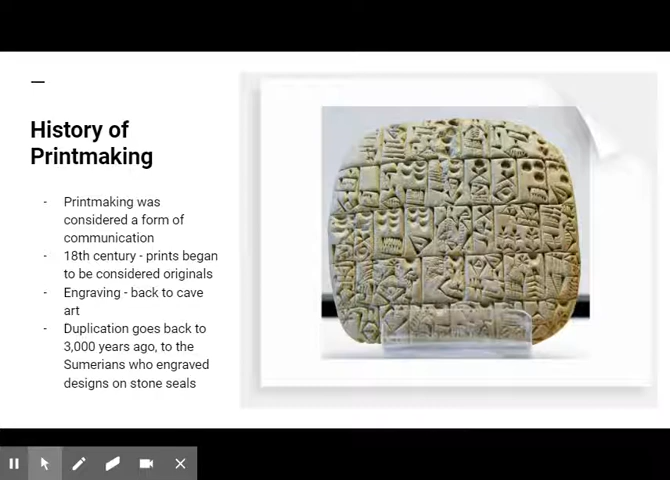 History of
Printmaking
- Printmaking was
considered a form of
communication
- 18th century - prints began
to be considered originals
- Engraving - back to cave
art
- Duplication goes back to
3,000 years ago, to the
Sumerians who engraved
designs on stone seals